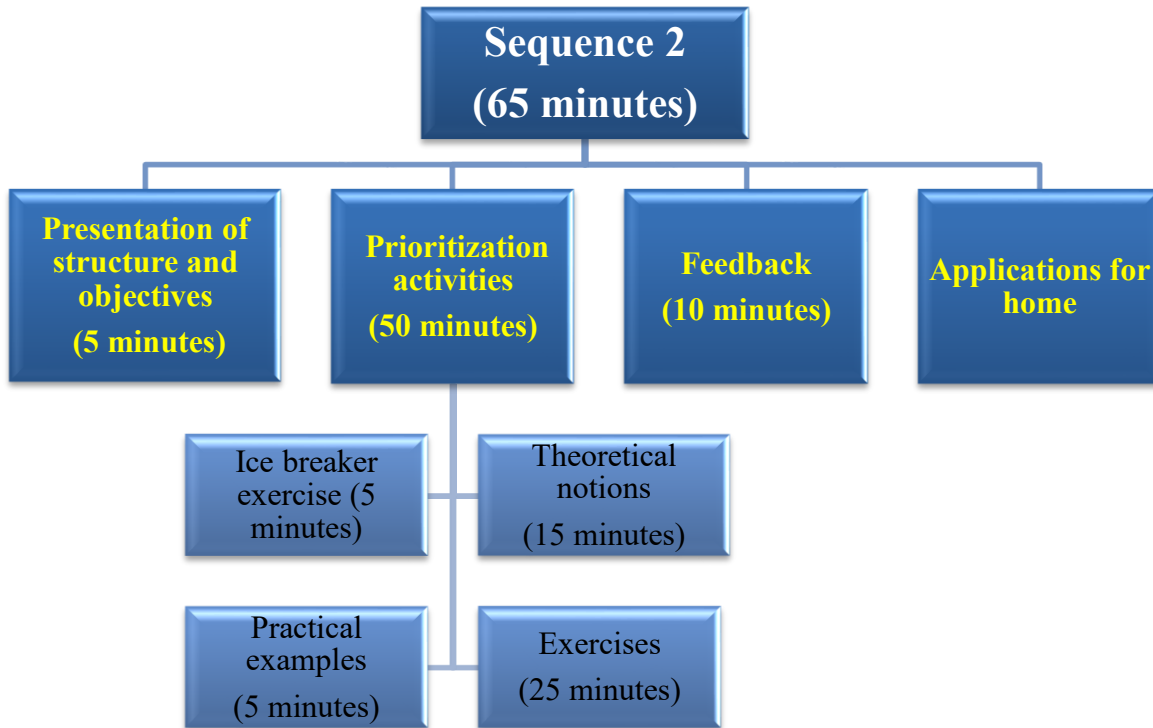 Sequence 2
(65 minutes)
Presentation of
structure and
objectives
(5 minutes)
Prioritization
activities
(50 minutes)
Feedback
(10 minutes)
Applications for
home
Ice breaker
exercise (5
minutes)
Theoretical
notions
(15 minutes)
Practical
examples
(5 minutes)
Exercises
(25 minutes)